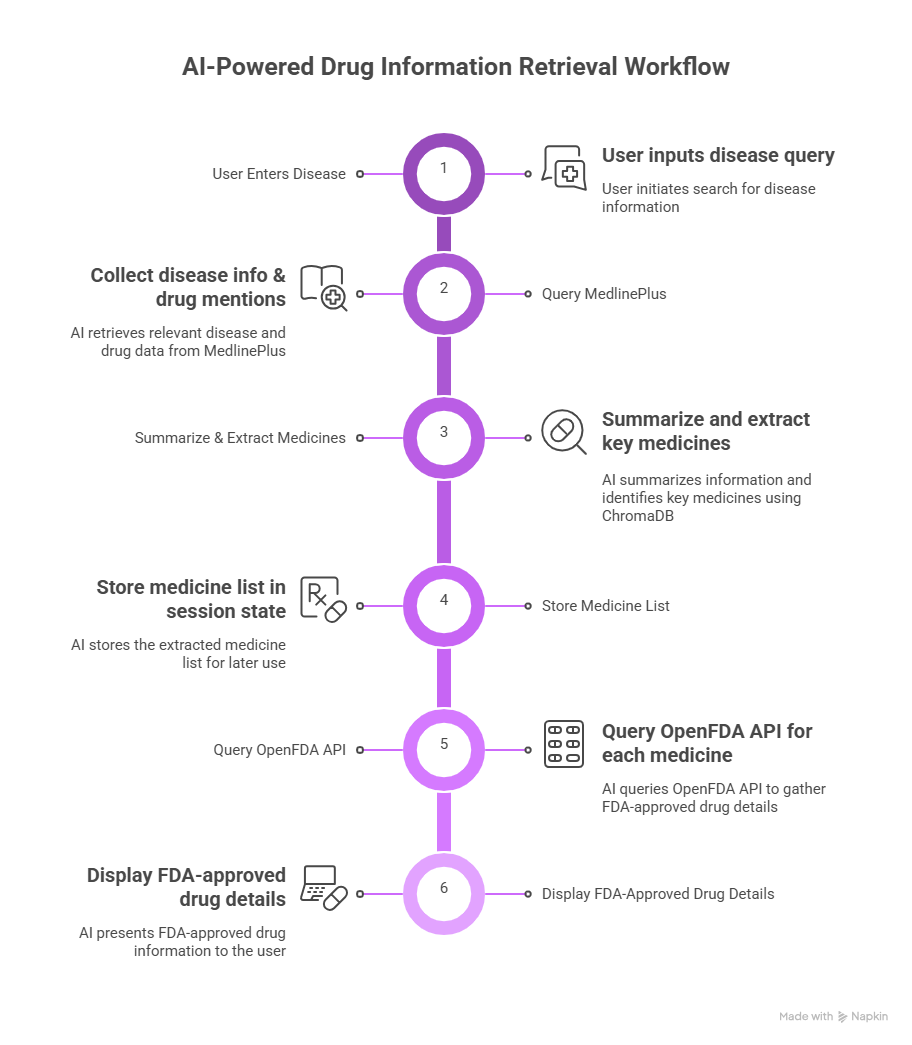 AI-Powered Drug Information Retrieval Workflow
User Enters Disease
1
User inputs disease query
User initiates search for disease
information
Collect disease info &
drug mentions
AI retrieves relevant disease and
drug data from MedlinePlus
2
Query MedlinePlus
Summarize & Extract Medicines
3
Summarize and extract
key medicines
AI summarizes information and
identifies key medicines using
ChromaDB
Store medicine list in
session state
AI stores the extracted medicine
list for later use
Rx
4
Store Medicine List
Query OpenFDA API
5
Query OpenFDA API for
each medicine
AI queries OpenFDA API to gather
FDA-approved drug details
Display FDA-approved
drug details
AI presents FDA-approved drug
information to the user
6
Display FDA-Approved Drug Details
Made with Napkin